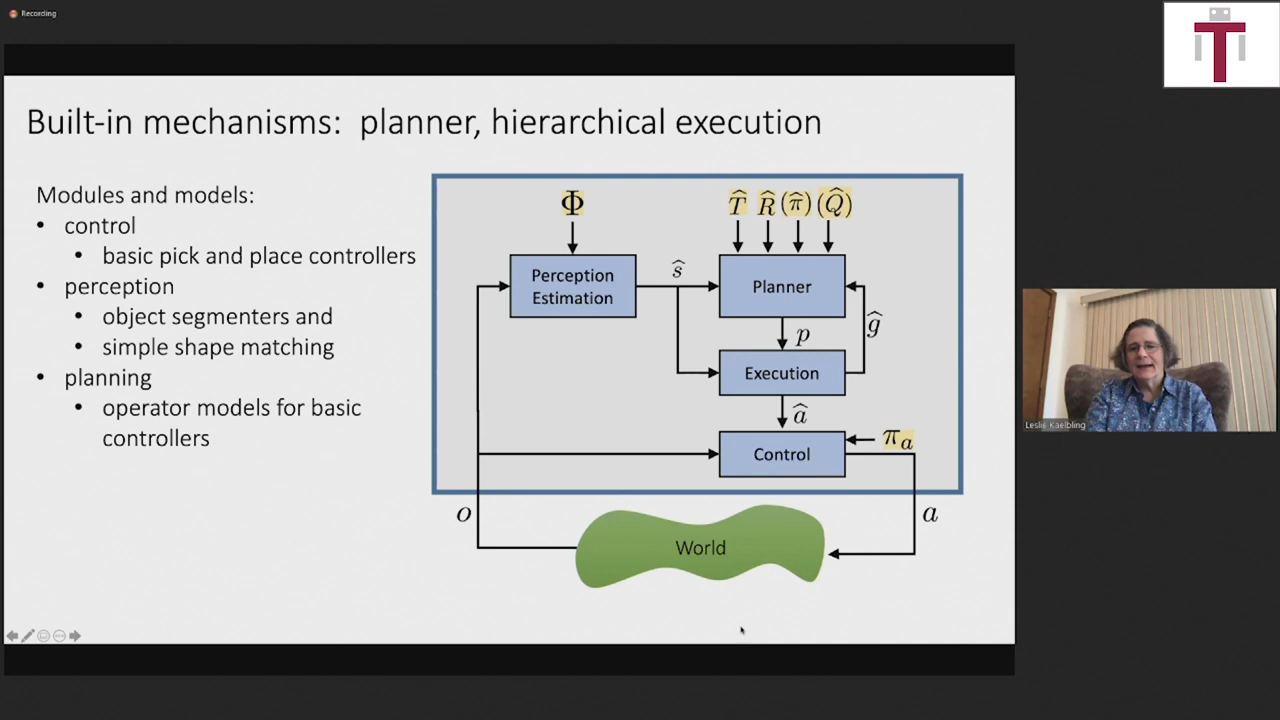 Recording
T
Built-in mechanisms: planner, hierarchical execution
Modules and models:
• control
• basic pick and place controllers
• perception
• object segmenters and
• simple shape matching
• planning
• operator models for basic
controllers
Φ
T̂ R̂ (π̂) (Q̂)
Perception
Estimation
ŝ
Planner
p
ĝ
Execution
â
Control
π_a
o
World
a
Leslie Kaelbling